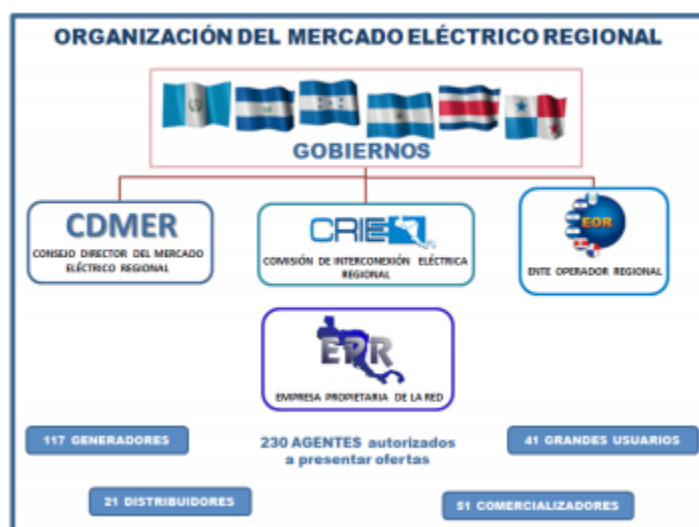 ORGANIZACIÓN DEL MERCADO ELÉCTRICO REGIONAL
GOBIERNOS
CDMER
CONSEJO DIRECTOR DEL MERCADO
ELÉCTRICO REGIONAL
CRIE
COMISIÓN DE INTERCONEXIÓN ELÉCTRICA
REGIONAL
EOR
ENTE OPERADOR REGIONAL
EPR
EMPRESA PROPIETARIA DE LA RED
117 GENERADORES
230 AGENTES autorizados
a presentar ofertas
41 GRANDES USUARIOS
21 DISTRIBUIDORES
51 COMERCIALIZADORES